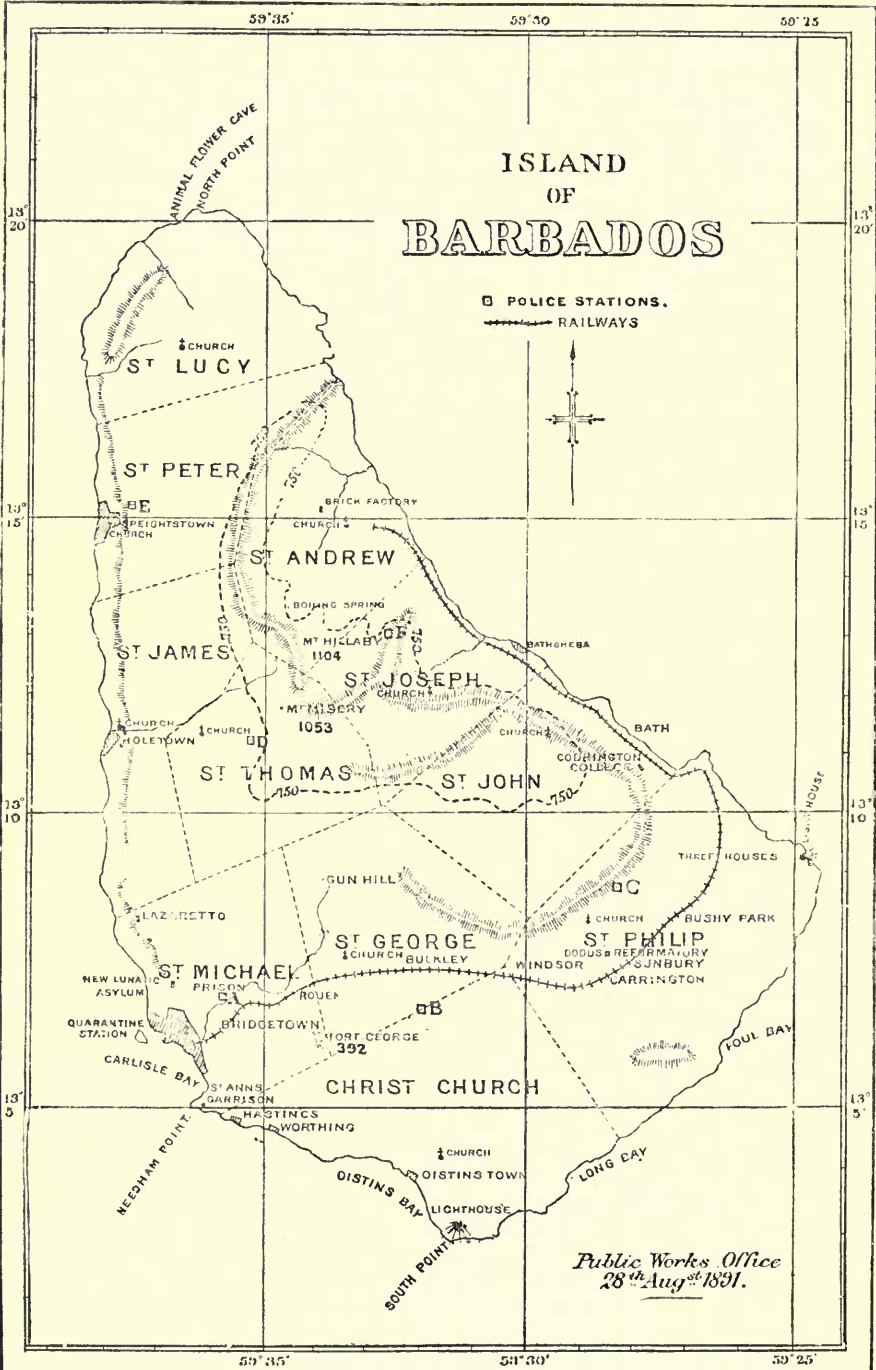 59°35'
59°30
59°25
ISLAND
OF
BARBADOS
POLICE STATIONS.
RAILWAYS
ANIMAL FLOWER CAVE
NORTH POINT
13°
20'
13°
20'
CHURCH
ST LUCY
ST PETER
E
SPEIGHTSTOWN
CHURCH
750
750
BRICK FACTORY
CHURCH
13°
15'
13°
15
ST ANDREW
BOILING SPRING
MT HILLABY
1104
F
750
BATHSHEBA
750
ST JAMES
ST JOSEPH
CHURCH
MT MISERY
1053
CHURCH
HOLETOWN
CHURCH
D
CHURCH
BATH
CODRINGTON
COLLEGE
ST THOMAS
ST JOHN
750
750
LIGHTHOUSE
13°
10'
13°
10'
THREE HOUSES
GUN HILL
C
CHURCH
BUSHY PARK
LAZARETTO
ST GEORGE
CHURCH
BULKLEY
ST PHILIP
DODDS REFORMATORY
WINDSOR
SUNBURY
CARRINGTON
NEW LUNATIC
ASYLUM
ST MICHAEL
PRISON
A
ROUEN
B
QUARANTINE
STATION
BRIDGETOWN
FORT GEORGE
392
FOUL BAY
CARLISLE BAY
CHRIST CHURCH
ST ANNS
GARRISON
13°
5'
13°
5'
HASTINGS
WORTHING
NEEDHAM POINT.
CHURCH
OISTINS TOWN
LONG BAY
OISTINS BAY
LIGHTHOUSE
SOUTH POINT
Public Works Office
28th Augst 1891.
59°35'
59°30
59°25